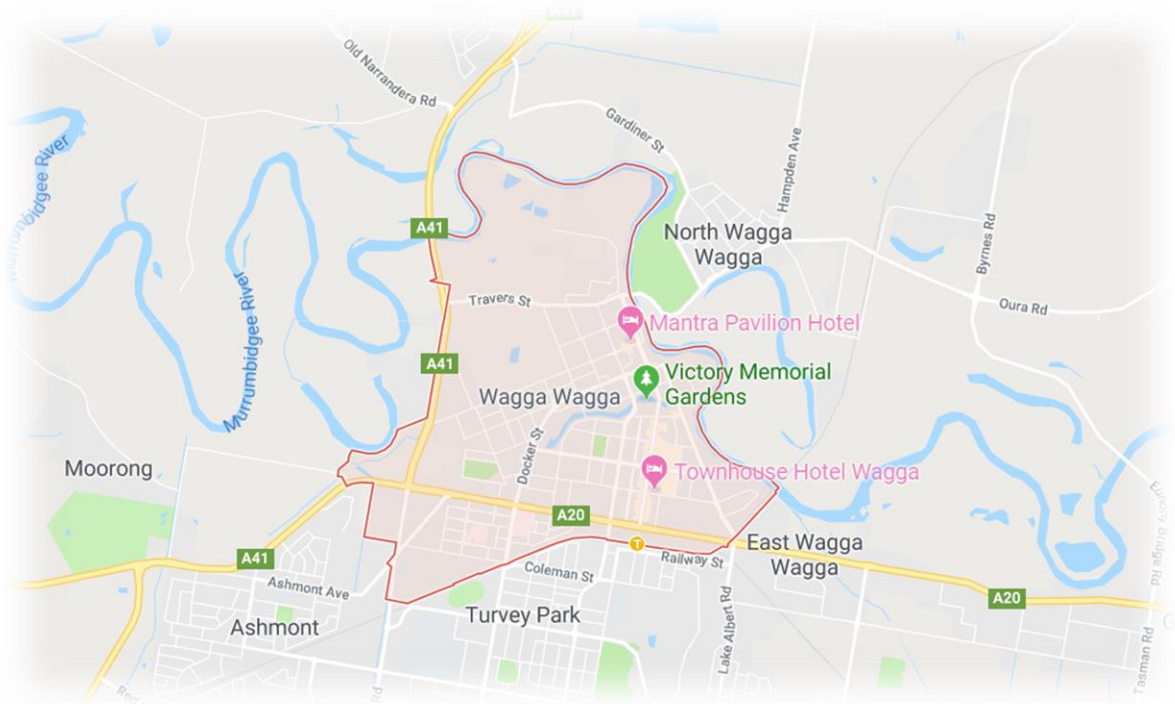 Old Narrandera Rd
Gardiner St
Hampden Ave
Murrumbidgee River
A41
North Wagga
Wagga
Byrnes Rd
Travers St
Oura Rd
Murrumbidgee River
Mantra Pavilion Hotel
A41
Victory Memorial
Gardens
Wagga Wagga
Docker St
Moorong
Townhouse Hotel Wagga
A20
T
East Wagga
Wagga
A41
Railway St
Coleman St
Ashmont Ave
A20
Turvey Park
Ashmont
Lake Albert Rd
Tasman Rd
Red
Rd